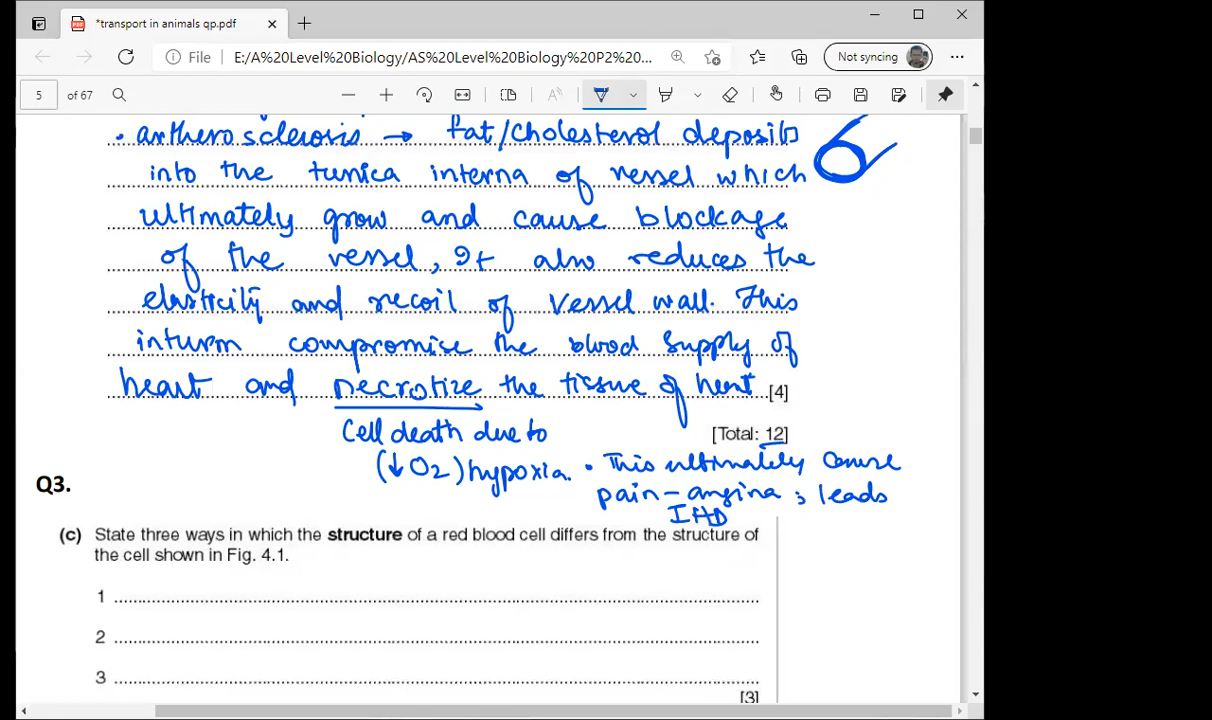 *transport in animals qp.pdf
File E:/A%20Level%20Biology/AS%20Level%20Biology%20P2%20... Not syncing
5 of 67
• artherosclerosis → fat/cholesterol deposits
into the tunica interna of vessel which
ultimately grow and cause blockage
of the vessel, It also reduces the
elasticity and recoil of vessel wall. This
inturn compromise the blood supply of
heart and necrotize the tissue of heart [4]
Cell death due to
[Total: 12]
(↓O2) hypoxia.
• This ultimately cause
pain - angina ; leads
IHD
Q3.
(c) State three ways in which the structure of a red blood cell differs from the structure of
the cell shown in Fig. 4.1.
1
2
3
[3]